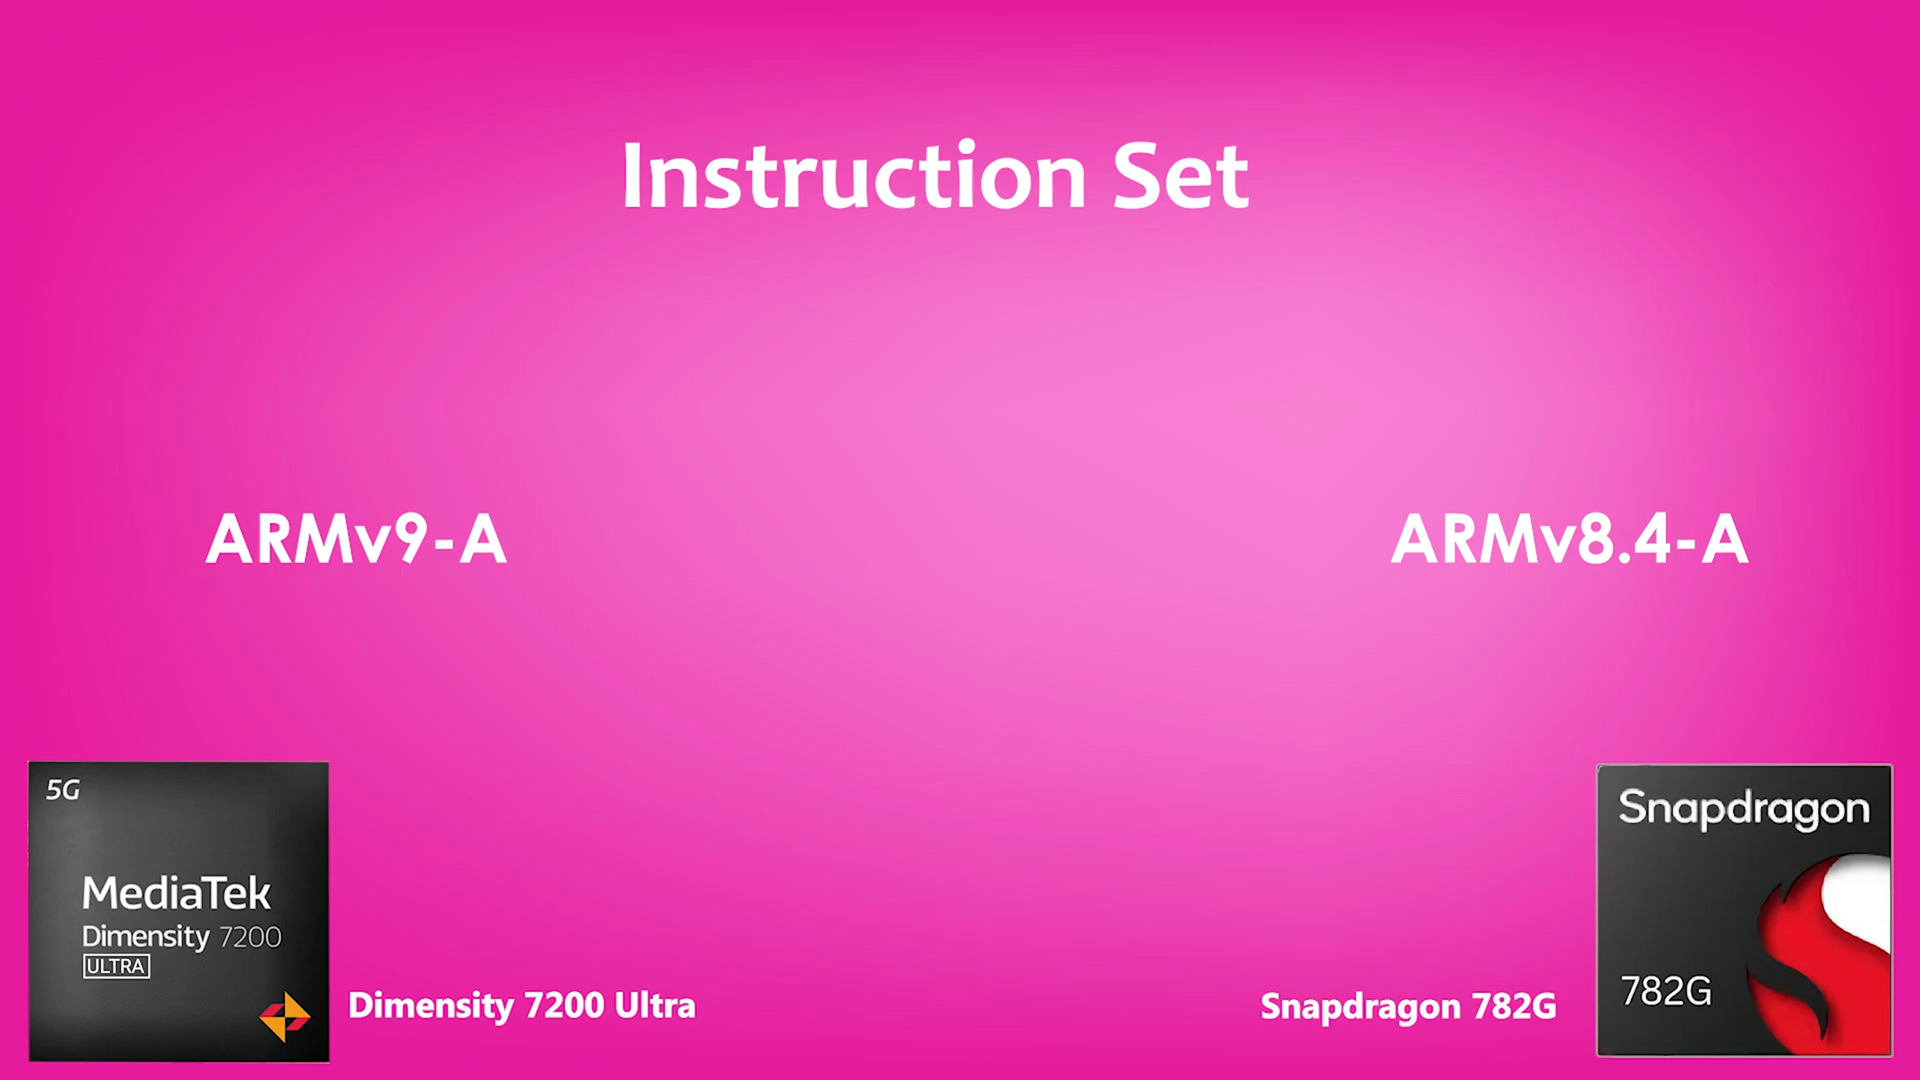 Instruction Set
ARMv9-A
ARMv8.4-A
5G
MediaTek
Dimensity 7200
ULTRA
Dimensity 7200 Ultra
Snapdragon 782G
Snapdragon
782G